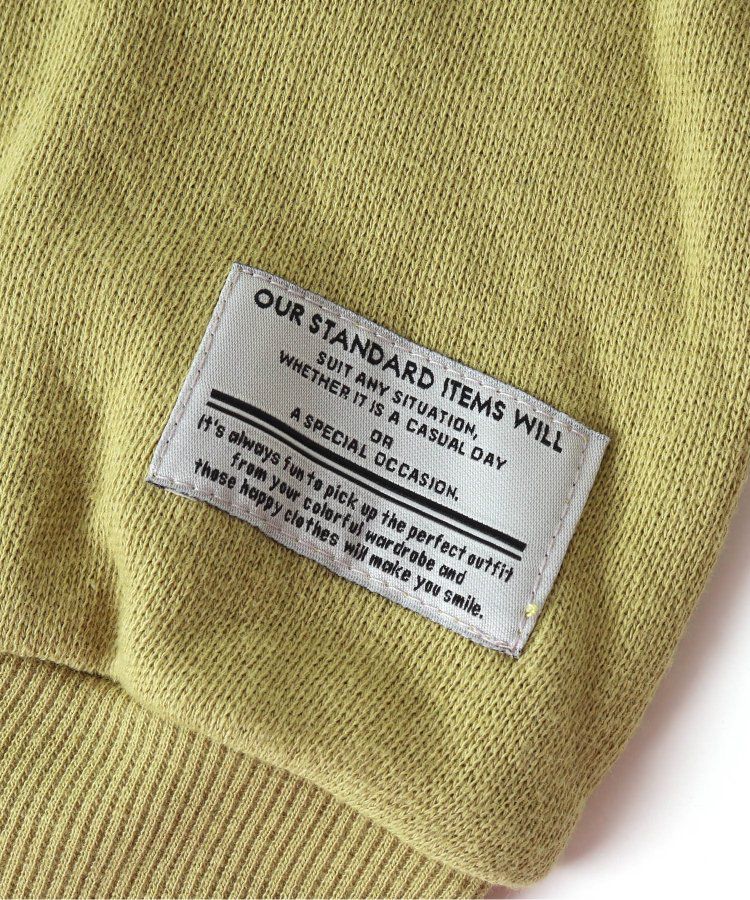 OUR STANDARD ITEMS WILL
SUIT ANY SITUATION,
WHETHER IT IS A CASUAL DAY
OR
A SPECIAL OCCASION.
it's always fun to pick up the perfect outfit
from your colorful wardrobe and
those happy clothes will make you smile.